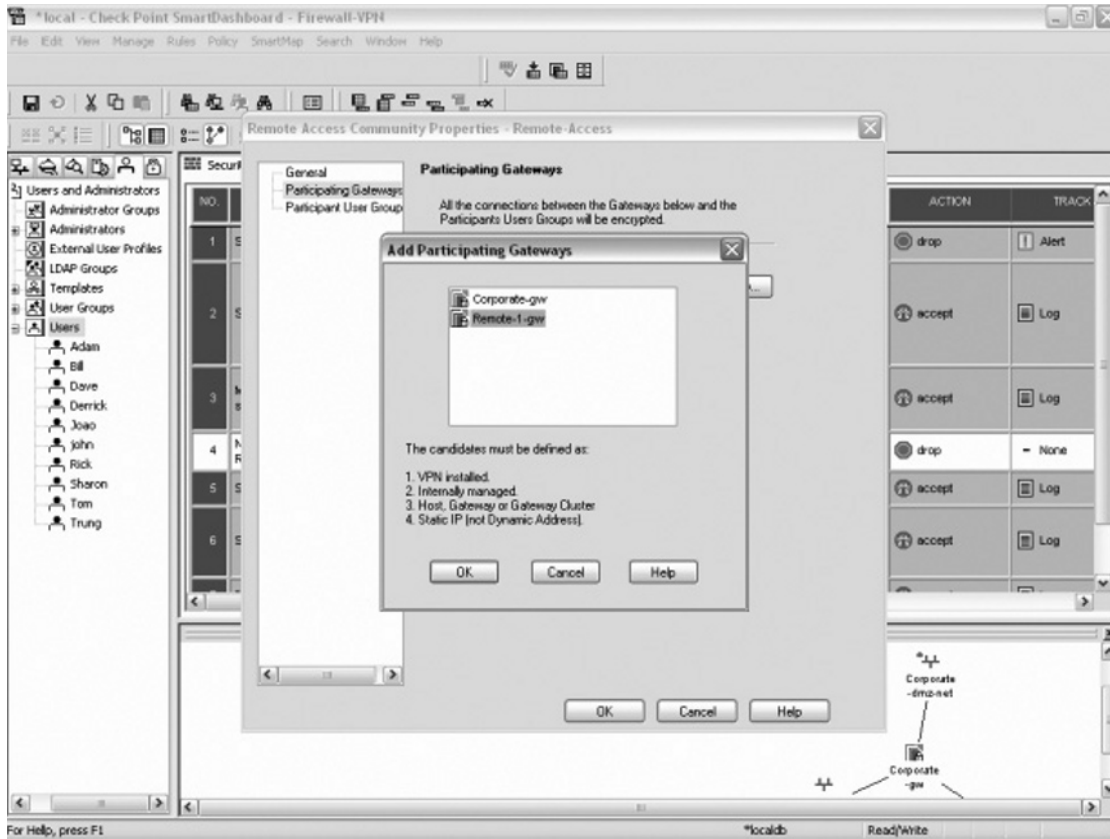 *local - Check Point SmartDashboard - Firewall-VPN
File Edit View Manage Rules Policy SmartMap Search Window Help
Remote Access Community Properties - Remote-Access
Users and Administrators
Administrator Groups
Administrators
External User Profiles
LDAP Groups
Templates
User Groups
Users
Adam
Bill
Dave
Derrick
Joao
john
Rick
Sharon
Tom
Trung
Securi
NO.
ACTION
TRACK
1
drop
Alert
2
accept
Log
3
accept
Log
4
drop
None
5
accept
Log
6
accept
Log
General
Participating Gateways
Participant User Group
Participating Gateways
All the connections between the Gateways below and the
Participants Users Groups will be encrypted.
Add Participating Gateways
Corporate-gw
Remote-1-gw
The candidates must be defined as:
1. VPN installed.
2. Internally managed.
3. Host, Gateway or Gateway Cluster
4. Static IP (not Dynamic Address).
OK Cancel Help
OK Cancel Help
Corporate
-dmz-net
Corporate
-gw
For Help, press F1
*localdb
Read/Write